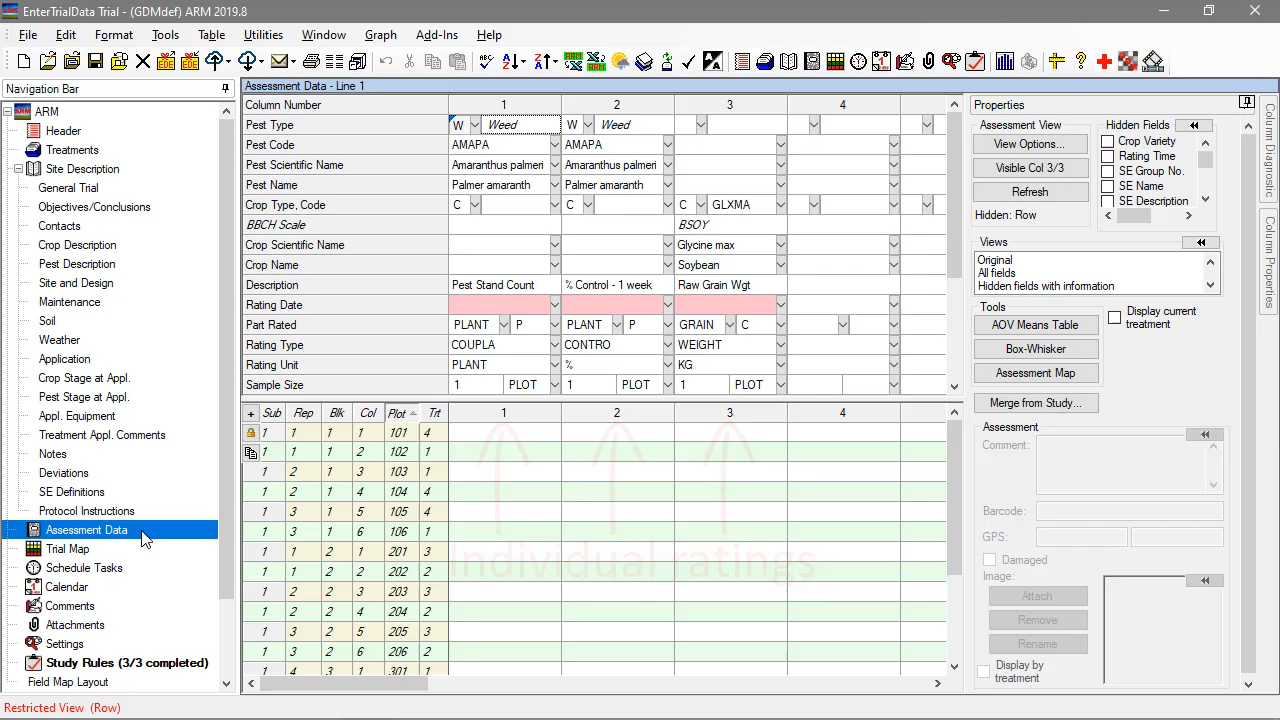 EnterTrialData Trial - (GDMdef) ARM 2019.8
File Edit Format Tools Table Utilities Window Graph Add-Ins Help
Navigation Bar
ARM
Header
Treatments
Site Description
General Trial
Objectives/Conclusions
Contacts
Crop Description
Pest Description
Site and Design
Maintenance
Soil
Weather
Application
Crop Stage at Appl.
Pest Stage at Appl.
Appl. Equipment
Treatment Appl. Comments
Notes
Deviations
SE Definitions
Protocol Instructions
Assessment Data
Trial Map
Schedule Tasks
Calendar
Comments
Attachments
Settings
Study Rules (3/3 completed)
Field Map Layout
Assessment Data - Line 1
Column Number 1 2 3 4
Pest Type W Weed W Weed
Pest Code AMAPA AMAPA
Pest Scientific Name Amaranthus palmeri Amaranthus palmeri
Pest Name Palmer amaranth Palmer amaranth
Crop Type, Code C C C GLXMA
BBCH Scale BSOY
Crop Scientific Name Glycine max
Crop Name Soybean
Description Pest Stand Count % Control - 1 week Raw Grain Wgt
Rating Date
Part Rated PLANT P PLANT P GRAIN C
Rating Type COUPLA CONTRO WEIGHT
Rating Unit PLANT % KG
Sample Size 1 PLOT 1 PLOT 1 PLOT
Sub Rep Blk Col Plot Trt 1 2 3 4
1 1 1 1 101 4
1 1 1 2 102 1
1 2 1 3 103 1
1 2 1 4 104 4
1 3 1 5 105 4
1 3 1 6 106 1
1 1 2 1 201 3
1 1 2 2 202 2
1 2 2 3 203 3
1 2 2 4 204 2
1 3 2 5 205 3
1 3 2 6 206 2
1 4 3 1 301 1
Individual ratings
Properties
Assessment View
View Options...
Visible Col 3/3
Refresh
Hidden: Row
Hidden Fields
Crop Variety
Rating Time
SE Group No.
SE Name
SE Description
Views
Original
All fields
Hidden fields with information
Tools
AOV Means Table
Box-Whisker
Assessment Map
Merge from Study...
Display current
treatment
Assessment
Comment:
Barcode:
GPS:
Damaged
Image:
Attach
Remove
Rename
Display by
treatment
Column Diagnostic
Column Properties
Restricted View (Row)